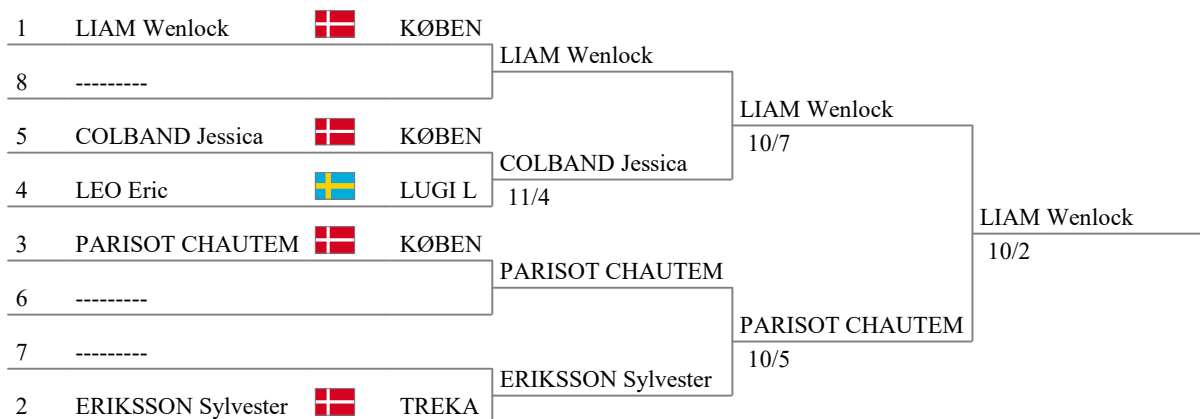 1 LIAM Wenlock KØBEN
LIAM Wenlock
8 ---------
LIAM Wenlock
5 COLBAND Jessica KØBEN
10/7
COLBAND Jessica
4 LEO Eric LUGI L
11/4
LIAM Wenlock
3 PARISOT CHAUTEM KØBEN
10/2
PARISOT CHAUTEM
6 ---------
PARISOT CHAUTEM
7 ---------
10/5
ERIKSSON Sylvester
2 ERIKSSON Sylvester TREKA